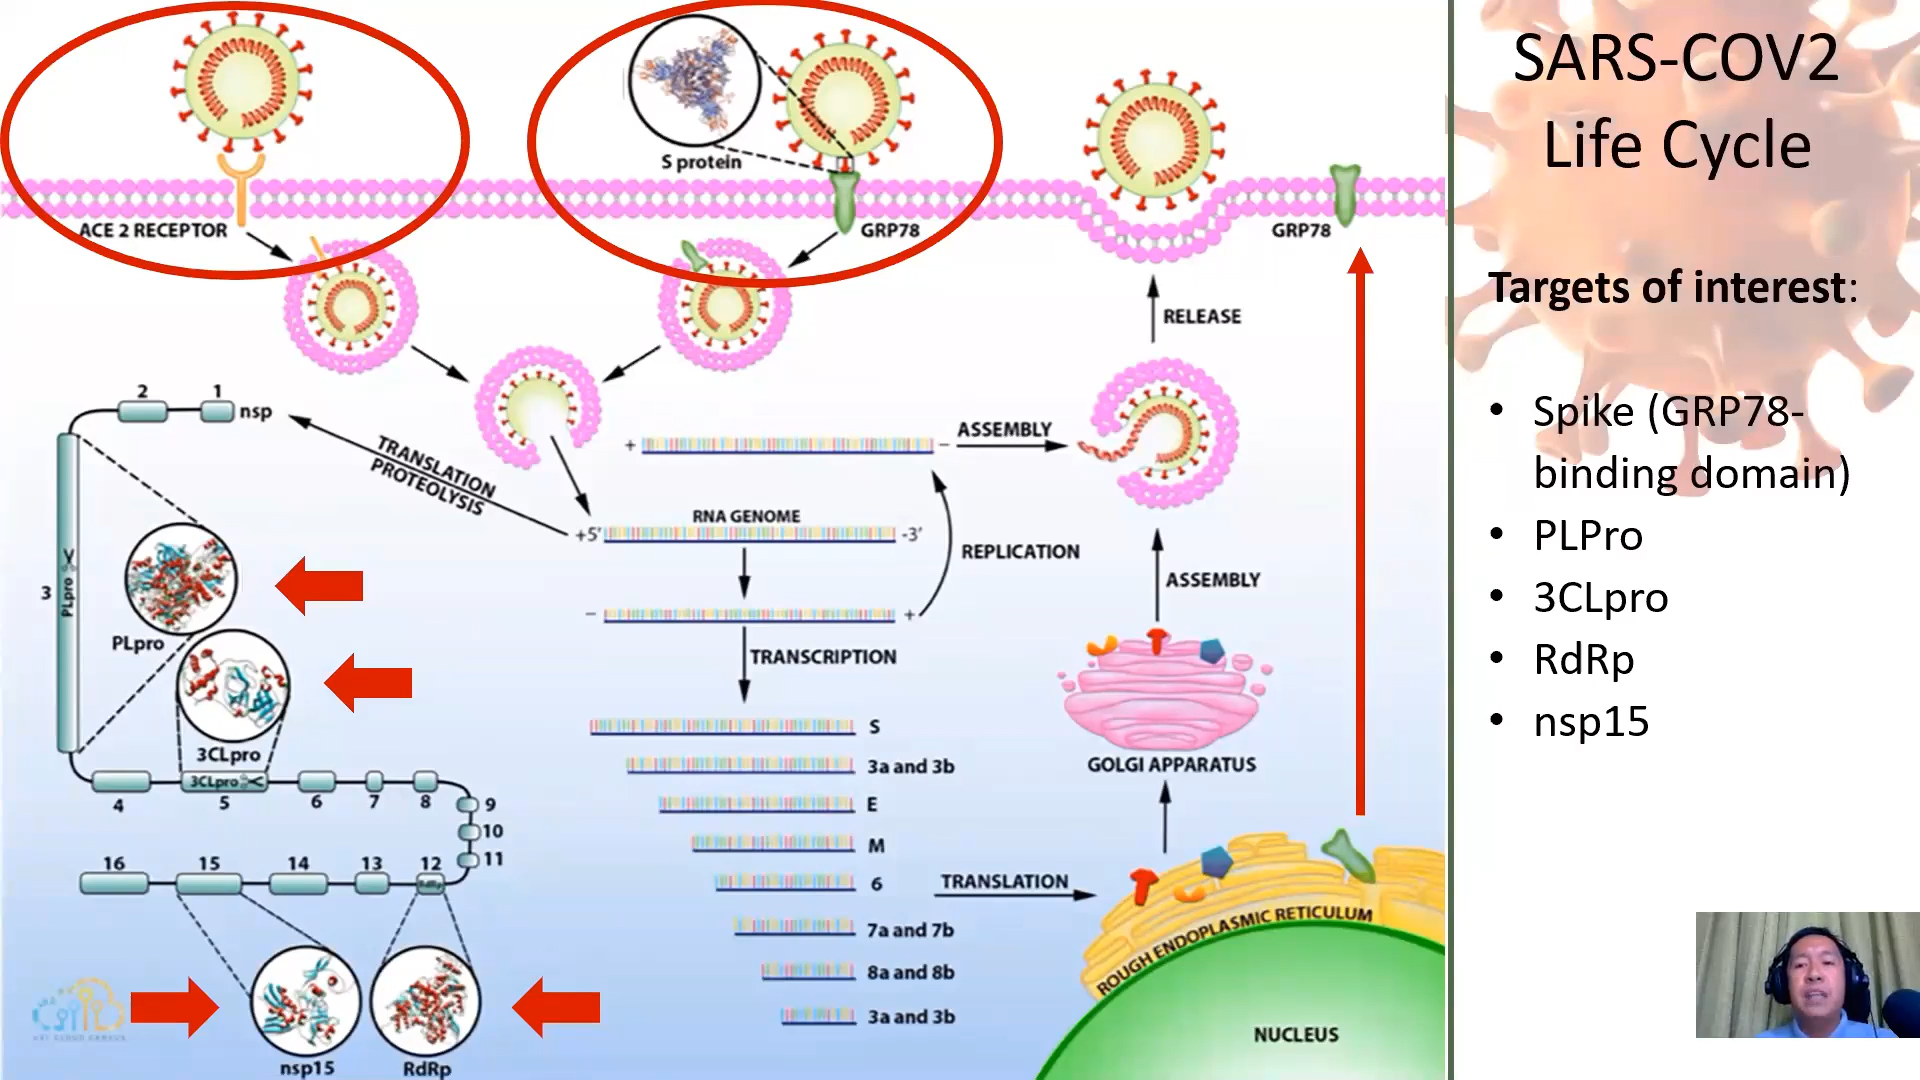 S protein
ACE 2 RECEPTOR
GRP78
GRP78
RELEASE
2
1
nsp
TRANSLATION
PROTEOLYSIS
+
-
ASSEMBLY
RNA GENOME
+5'
-3'
REPLICATION
-
+
3
PLpro
PLpro
TRANSCRIPTION
ASSEMBLY
3CLpro
3CLpro
4
5
6
7
8
9
10
11
16
15
14
13
12
RdRp
nsp15
RdRp
S
3a and 3b
E
M
6
7a and 7b
8a and 8b
3a and 3b
TRANSLATION
GOLGI APPARATUS
ROUGH ENDOPLASMIC RETICULUM
NUCLEUS
SARS-COV2
Life Cycle
Targets of interest:
• Spike (GRP78-
binding domain)
• PLPro
• 3CLpro
• RdRp
• nsp15